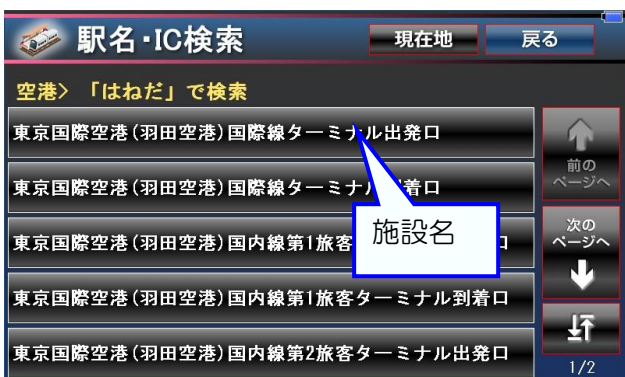 駅名・IC検索
現在地
戻る
空港> 「はねだ」で検索
東京国際空港(羽田空港)国際線ターミナル出発口
前の
ページへ
東京国際空港(羽田空港)国際線ターミナ着口
施設名
東京国際空港(羽田空港)国内線第1旅客口
次の
ページへ
東京国際空港(羽田空港)国内線第1旅客ターミナル到着口
東京国際空港(羽田空港)国内線第2旅客ターミナル出発口
1/2